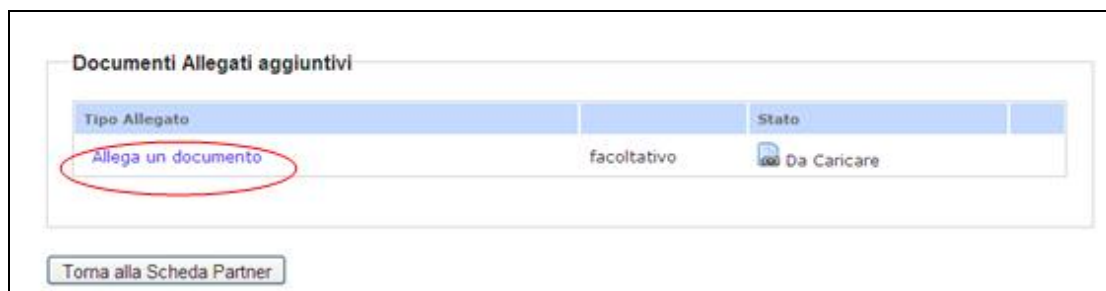 Documenti Allegati aggiuntivi
Tipo Allegato Stato
Allega un documento facoltativo Da Caricare
Torna alla Scheda Partner